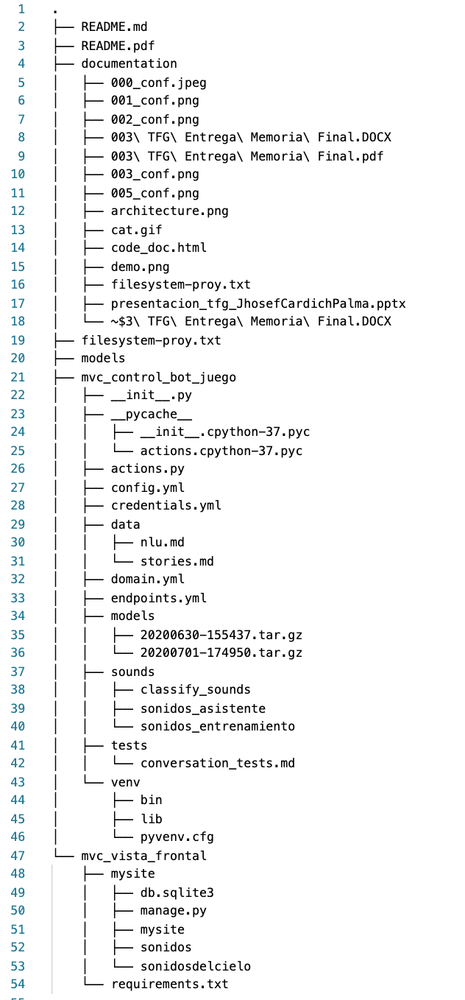 1 .
2 ├── README.md
3 ├── README.pdf
4 ├── documentation
5 │   ├── 000_conf.jpeg
6 │   ├── 001_conf.png
7 │   ├── 002_conf.png
8 │   ├── 003\ TFG\ Entrega\ Memoria\ Final.DOCX
9 │   ├── 003\ TFG\ Entrega\ Memoria\ Final.pdf
10 │   ├── 003_conf.png
11 │   ├── 005_conf.png
12 │   ├── architecture.png
13 │   ├── cat.gif
14 │   ├── code_doc.html
15 │   ├── demo.png
16 │   ├── filesystem-proy.txt
17 │   ├── presentacion_tfg_JhosefCardichPalma.pptx
18 │   └── ~$3\ TFG\ Entrega\ Memoria\ Final.DOCX
19 ├── filesystem-proy.txt
20 ├── models
21 ├── mvc_control_bot_juego
22 │   ├── __init__.py
23 │   ├── __pycache__
24 │   │   ├── __init__.cpython-37.pyc
25 │   │   └── actions.cpython-37.pyc
26 │   ├── actions.py
27 │   ├── config.yml
28 │   ├── credentials.yml
29 │   ├── data
30 │   │   ├── nlu.md
31 │   │   └── stories.md
32 │   ├── domain.yml
33 │   ├── endpoints.yml
34 │   ├── models
35 │   │   ├── 20200630-155437.tar.gz
36 │   │   └── 20200701-174950.tar.gz
37 │   ├── sounds
38 │   │   ├── classify_sounds
39 │   │   ├── sonidos_asistente
40 │   │   └── sonidos_entrenamiento
41 │   ├── tests
42 │   │   └── conversation_tests.md
43 │   └── venv
44 │       ├── bin
45 │       ├── lib
46 │       └── pyvenv.cfg
47 └── mvc_vista_frontal
48     ├── mysite
49     │   ├── db.sqlite3
50     │   ├── manage.py
51     │   ├── mysite
52     │   ├── sonidos
53     │   └── sonidosdelcielo
54     └── requirements.txt